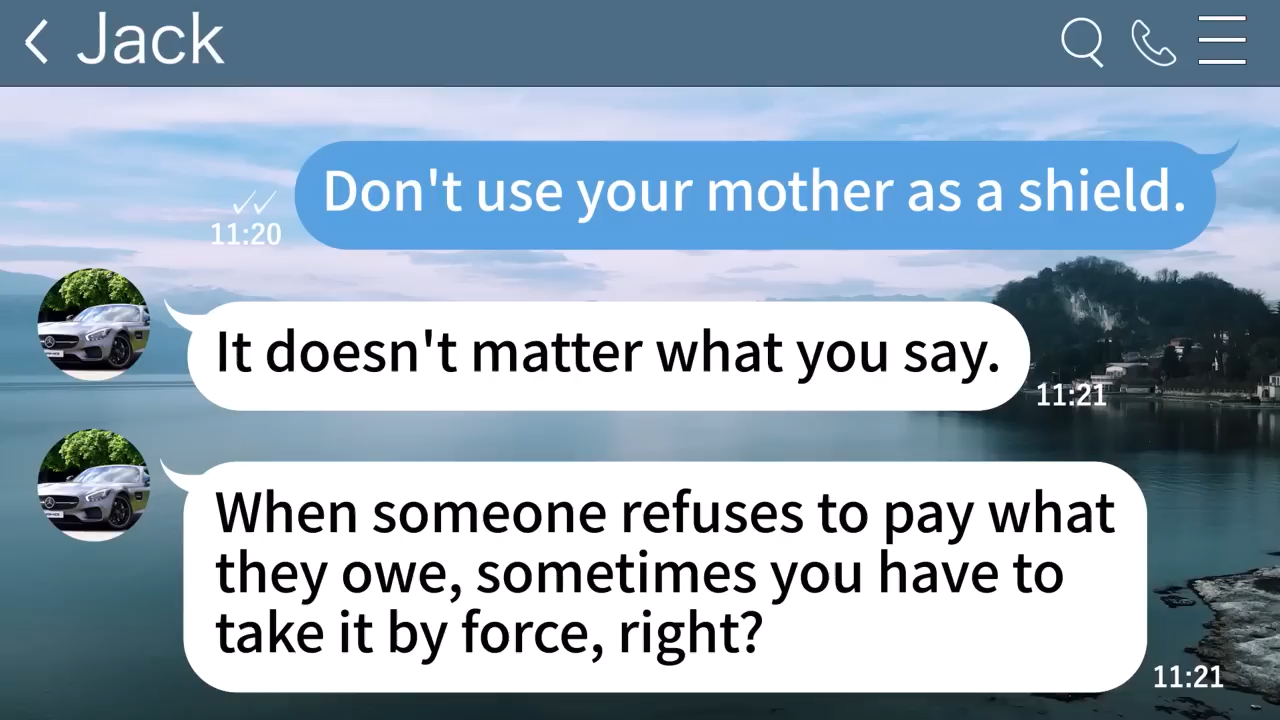 Jack
Don't use your mother as a shield.
11:20
It doesn't matter what you say.
11:21
When someone refuses to pay what
they owe, sometimes you have to
take it by force, right?
11:21